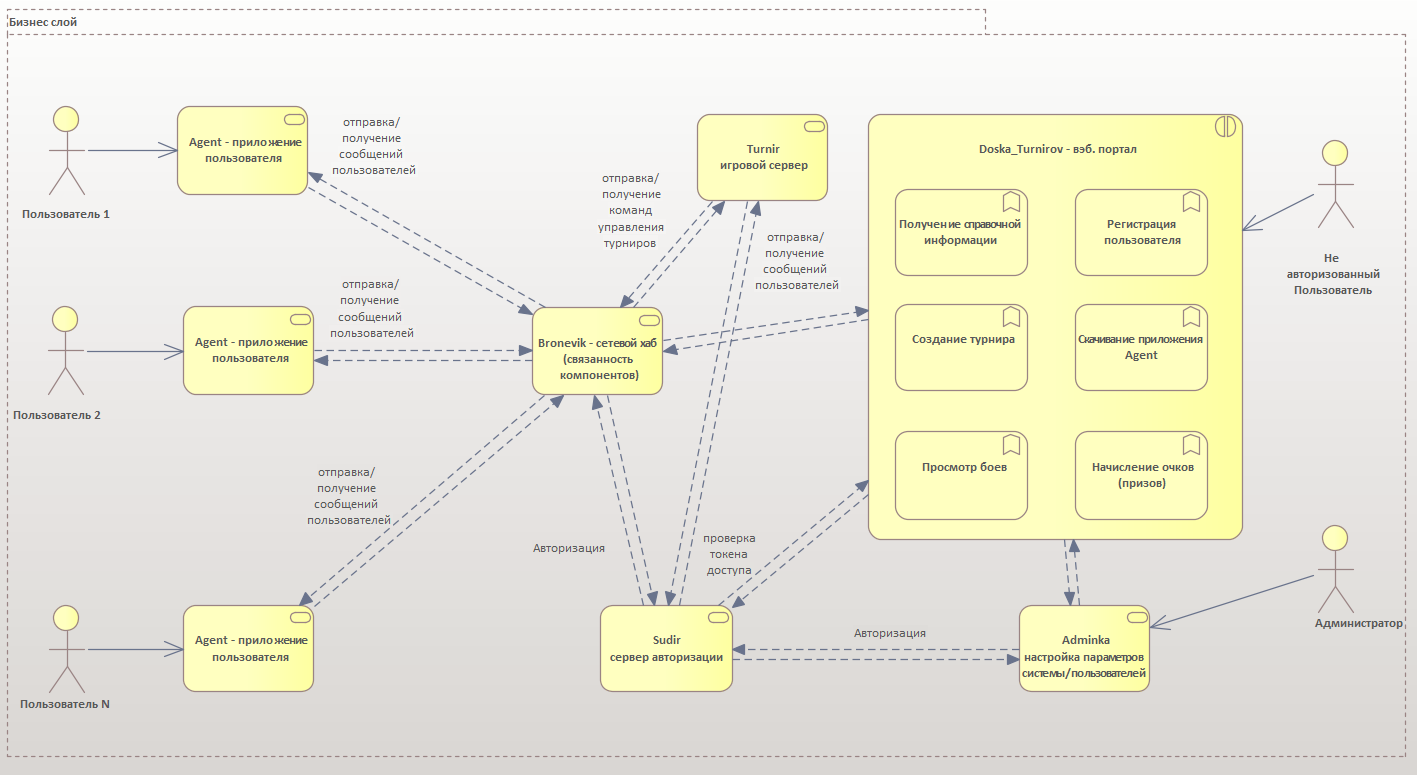 Бизнес слой
Пользователь 1
Agent - приложение
пользователя
отправка/
получение
сообщений
пользователей
Пользователь 2
Agent - приложение
пользователя
отправка/
получение
сообщений
пользователей
Пользователь N
Agent - приложение
пользователя
отправка/
получение
сообщений
пользователей
Bronevik - сетевой хаб
(связанность
компонентов)
Turnir
игровой сервер
отправка/
получение
команд
управления
турниров
отправка/
получение
сообщений
пользователей
Авторизация
проверка
токена
доступа
Sudir
сервер авторизации
Авторизация
Adminka
настройка параметров
системы/пользователей
Doska_Turnirov - вэб. портал
Получение справочной
информации
Регистрация
пользователя
Создание турнира
Скачивание приложения
Agent
Просмотр боев
Начисление очков
(призов)
Не
авторизованный
Пользователь
Администратор